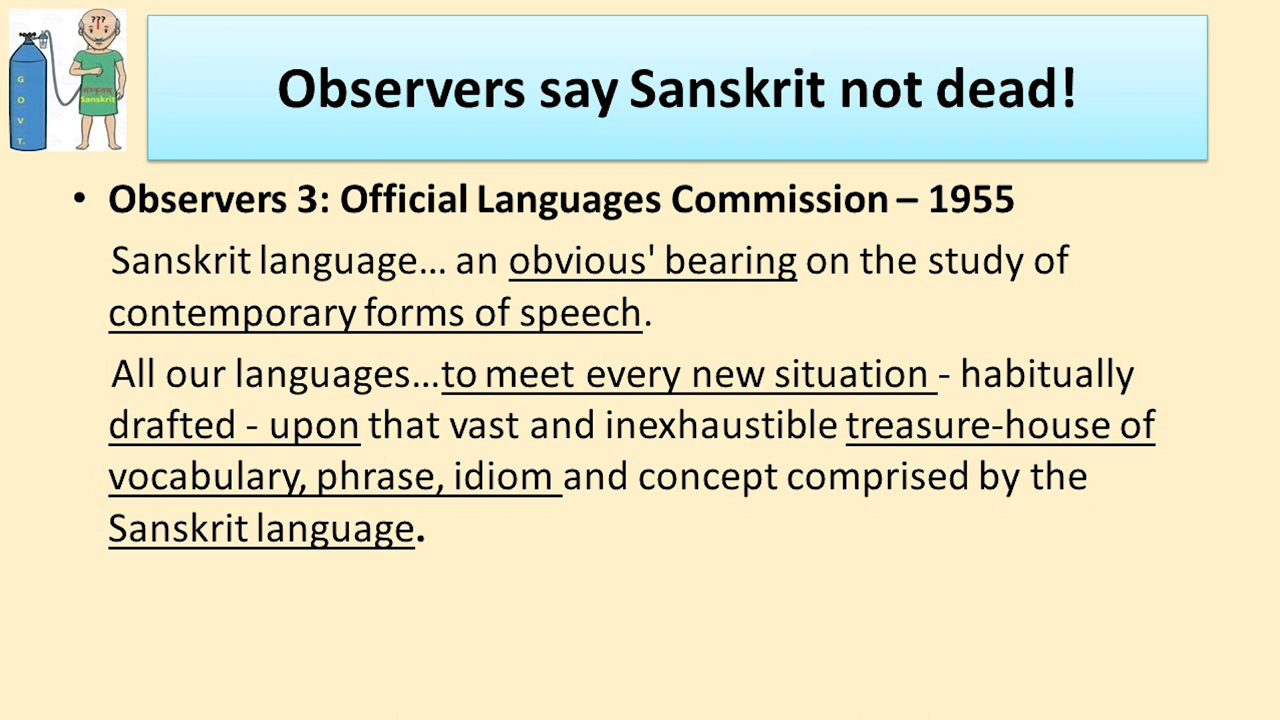 ???
G
O
V
T.
Sanskrit
Observers say Sanskrit not dead!
• Observers 3: Official Languages Commission – 1955
Sanskrit language... an obvious' bearing on the study of
contemporary forms of speech.
All our languages...to meet every new situation - habitually
drafted - upon that vast and inexhaustible treasure-house of
vocabulary, phrase, idiom and concept comprised by the
Sanskrit language.